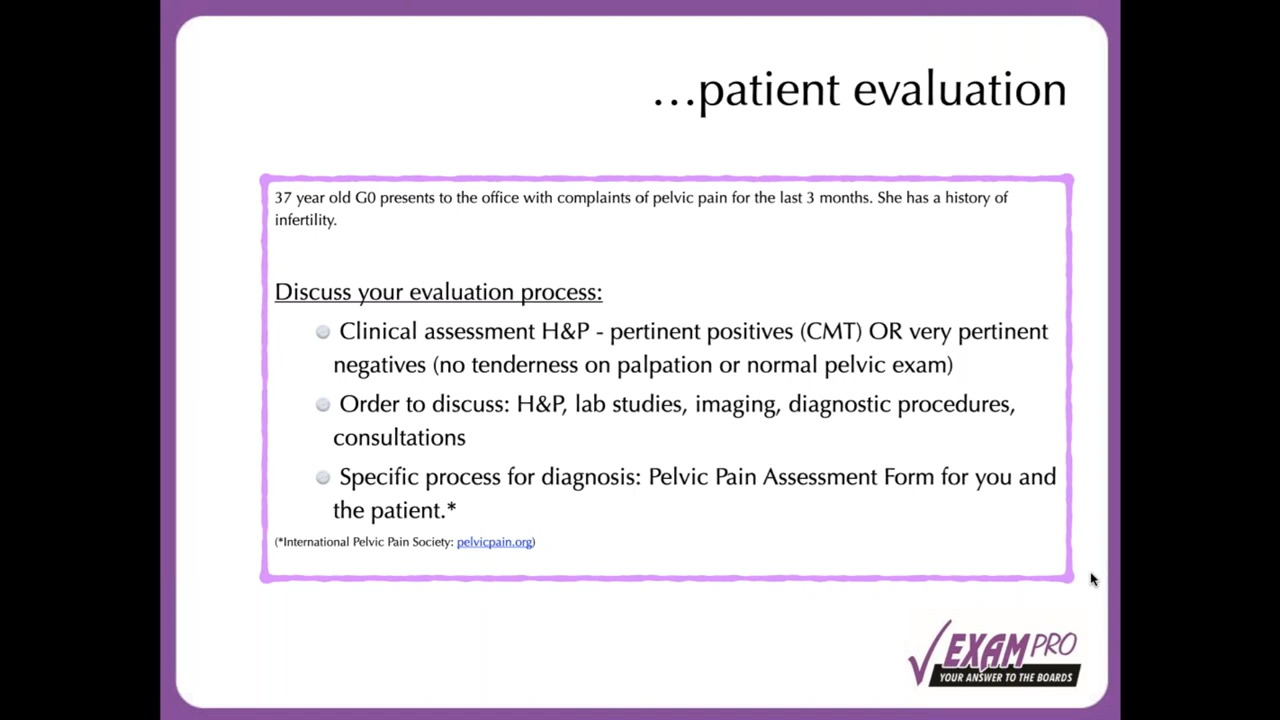 ...patient evaluation
37 year old G0 presents to the office with complaints of pelvic pain for the last 3 months. She has a history of
infertility.
Discuss your evaluation process:
Clinical assessment H&P - pertinent positives (CMT) OR very pertinent
negatives (no tenderness on palpation or normal pelvic exam)
Order to discuss: H&P, lab studies, imaging, diagnostic procedures,
consultations
Specific process for diagnosis: Pelvic Pain Assessment Form for you and
the patient.*
(*International Pelvic Pain Society: pelvicpain.org)
EXAMPRO
YOUR ANSWER TO THE BOARDS